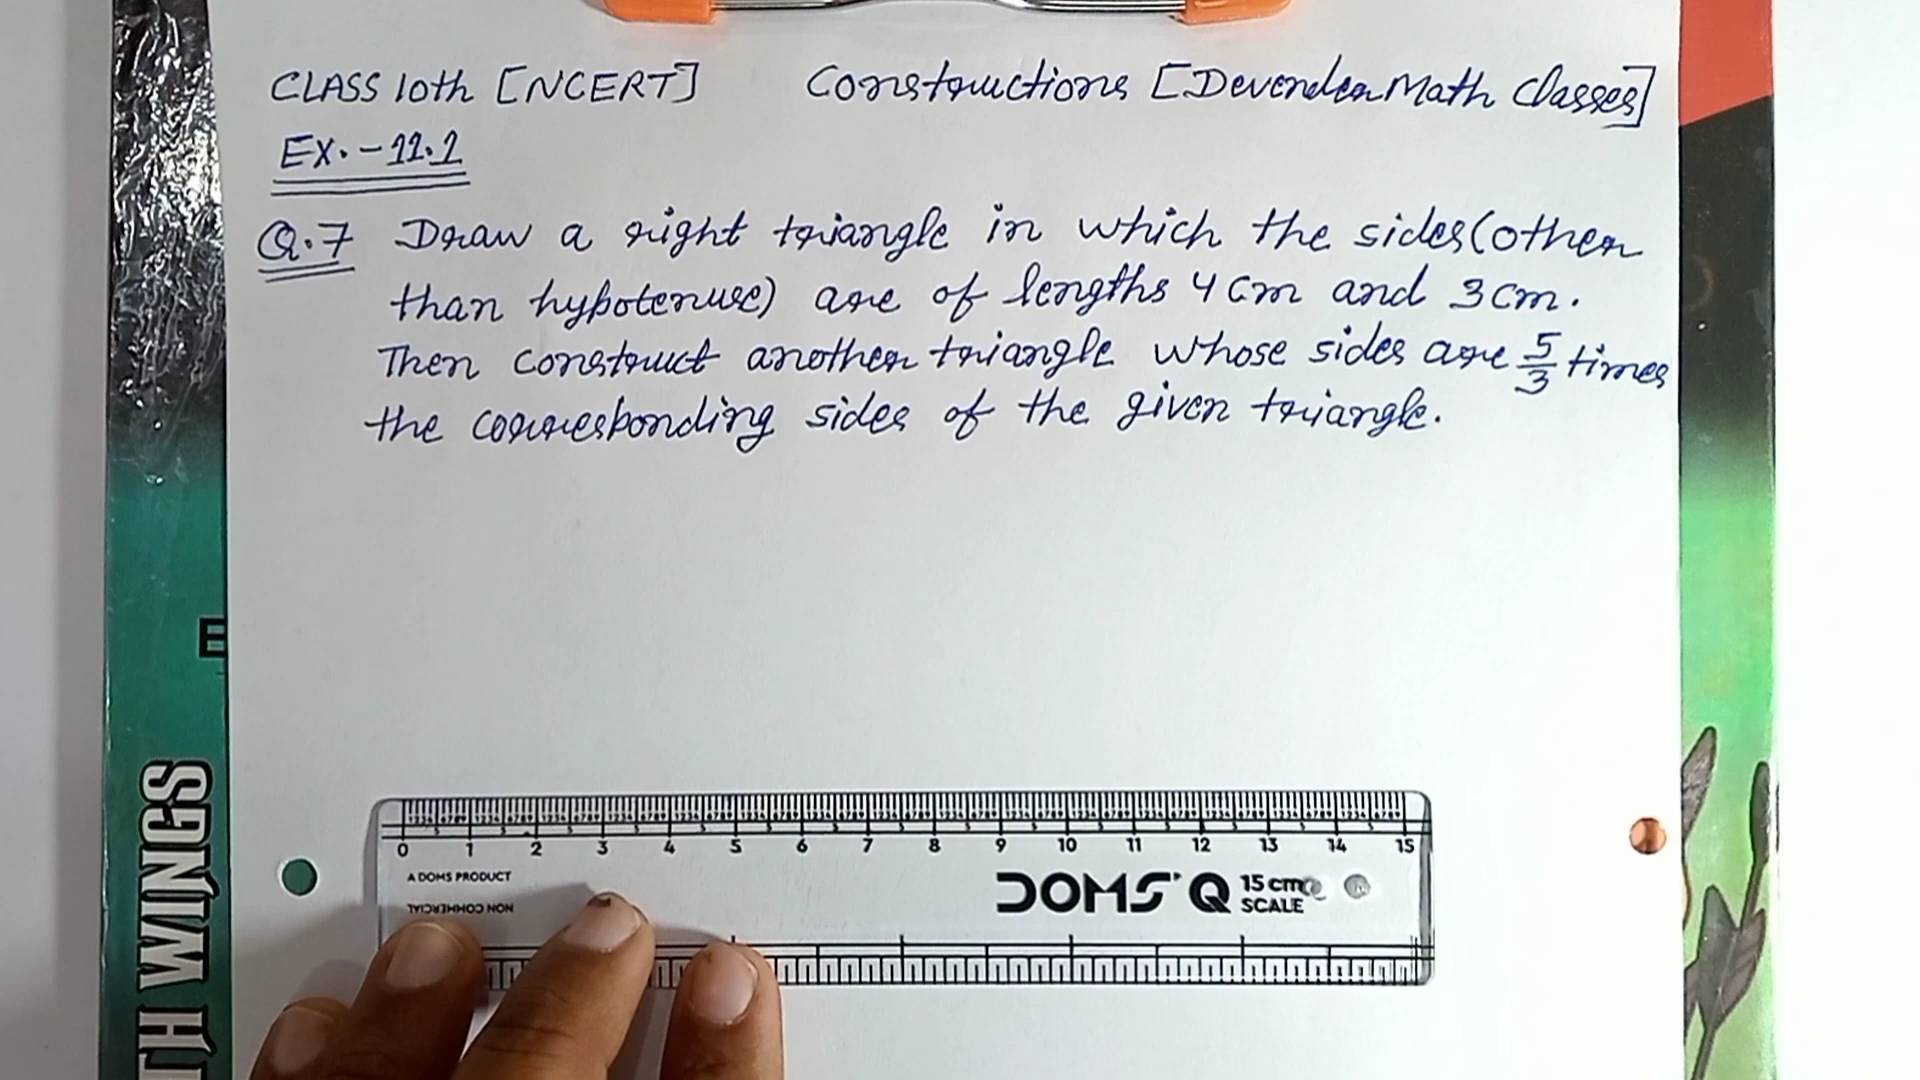 CLASS 10th [NCERT] Constructions [Devender Math Classes]
Ex. - 11.1
Q.7 Draw a right triangle in which the sides (other
than hypotenuse) are of lengths 4 cm and 3 cm.
Then construct another triangle whose sides are 5/3 times
the corresponding sides of the given triangle.
E
TH WINGS
0 1 2 3 4 5 6 7 8 9 10 11 12 13 14 15
A DOMS PRODUCT
NON COMMERCIAL
DOMS Q 15 cm
SCALE